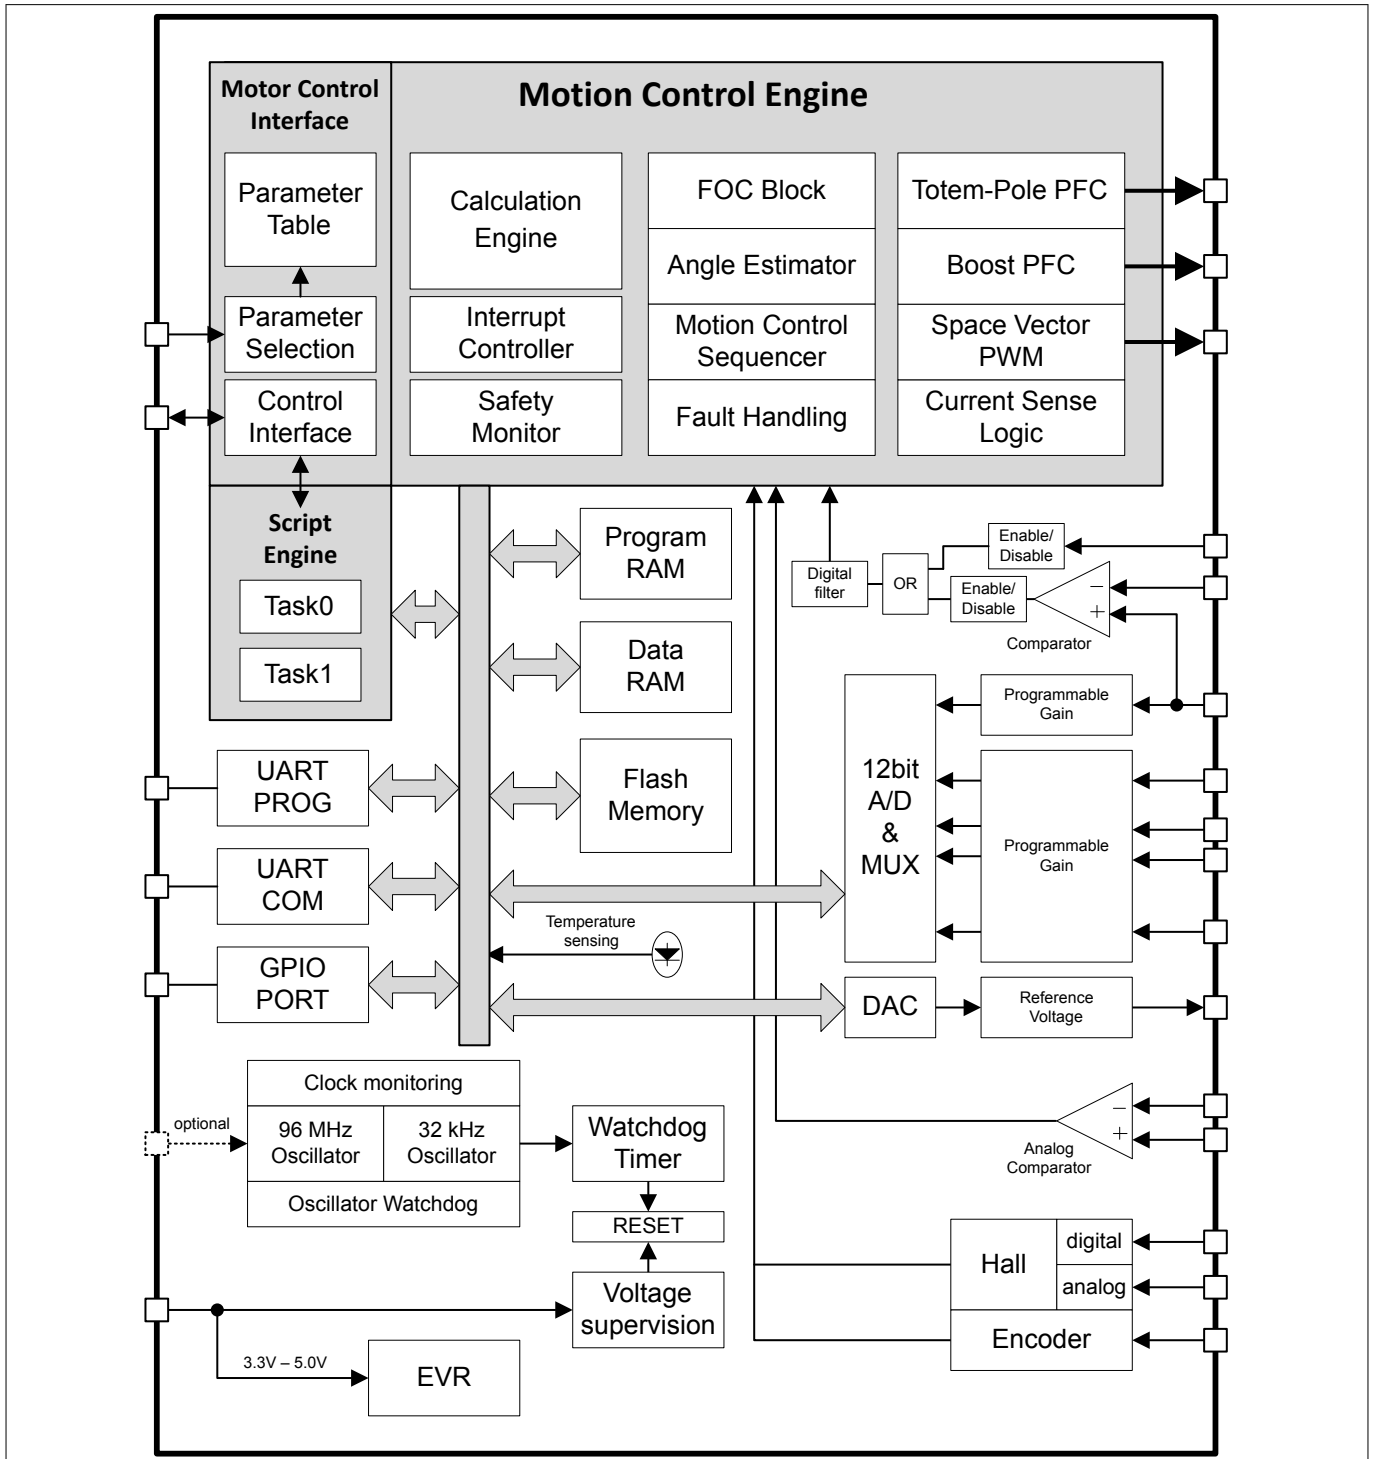 Motor Control
Interface
Motion Control Engine
Parameter
Table
Parameter
Selection
Control
Interface
Calculation
Engine
Interrupt
Controller
Safety
Monitor
FOC Block
Angle Estimator
Motion Control
Sequencer
Fault Handling
Totem-Pole PFC
Boost PFC
Space Vector
PWM
Current Sense
Logic
Script
Engine
Task0
Task1
Program
RAM
Data
RAM
Flash
Memory
Digital
filter
OR
Enable/
Disable
Enable/
Disable
−
+
Comparator
UART
PROG
UART
COM
GPIO
PORT
12bit
A/D
&
MUX
Programmable
Gain
Programmable
Gain
Temperature
sensing
DAC
Reference
Voltage
optional
Clock monitoring
96 MHz
Oscillator
32 kHz
Oscillator
Oscillator Watchdog
Watchdog
Timer
RESET
Voltage
supervision
3.3V – 5.0V
EVR
−
+
Analog
Comparator
Hall
digital
analog
Encoder